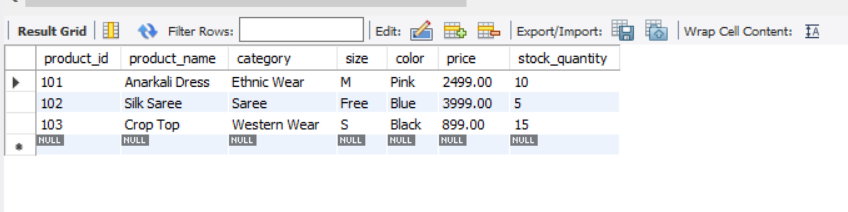 Result Grid Filter Rows: Edit: Export/Import: Wrap Cell Content: IA
product_id product_name category size color price stock_quantity
101 Anarkali Dress Ethnic Wear M Pink 2499.00 10
102 Silk Saree Saree Free Blue 3999.00 5
103 Crop Top Western Wear S Black 899.00 15
NULL NULL NULL NULL NULL NULL NULL